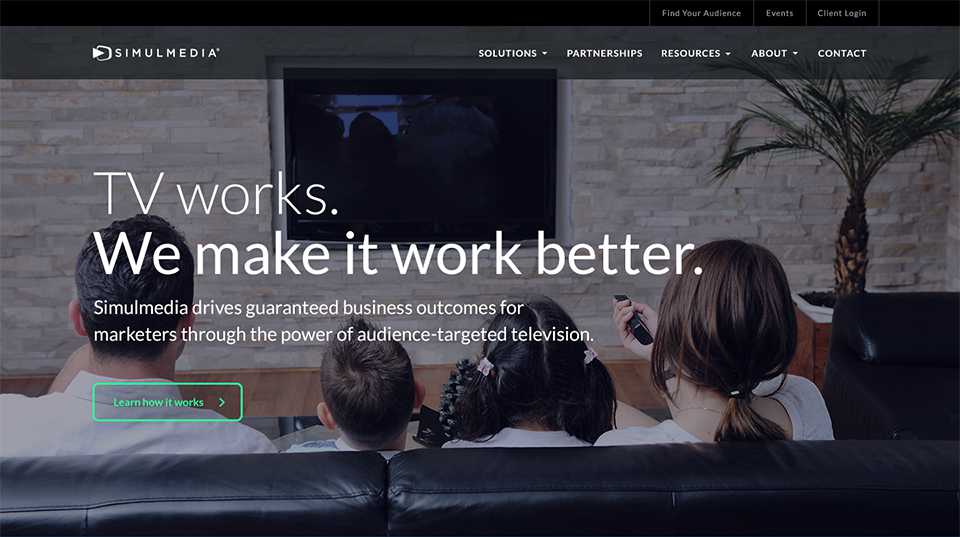 Find Your Audience
Events
Client Login
SIMULMEDIA®
SOLUTIONS
PARTNERSHIPS
RESOURCES
ABOUT
CONTACT
TV works.
We make it work better.
Simulmedia drives guaranteed business outcomes for
marketers through the power of audience-targeted television.
Learn how it works